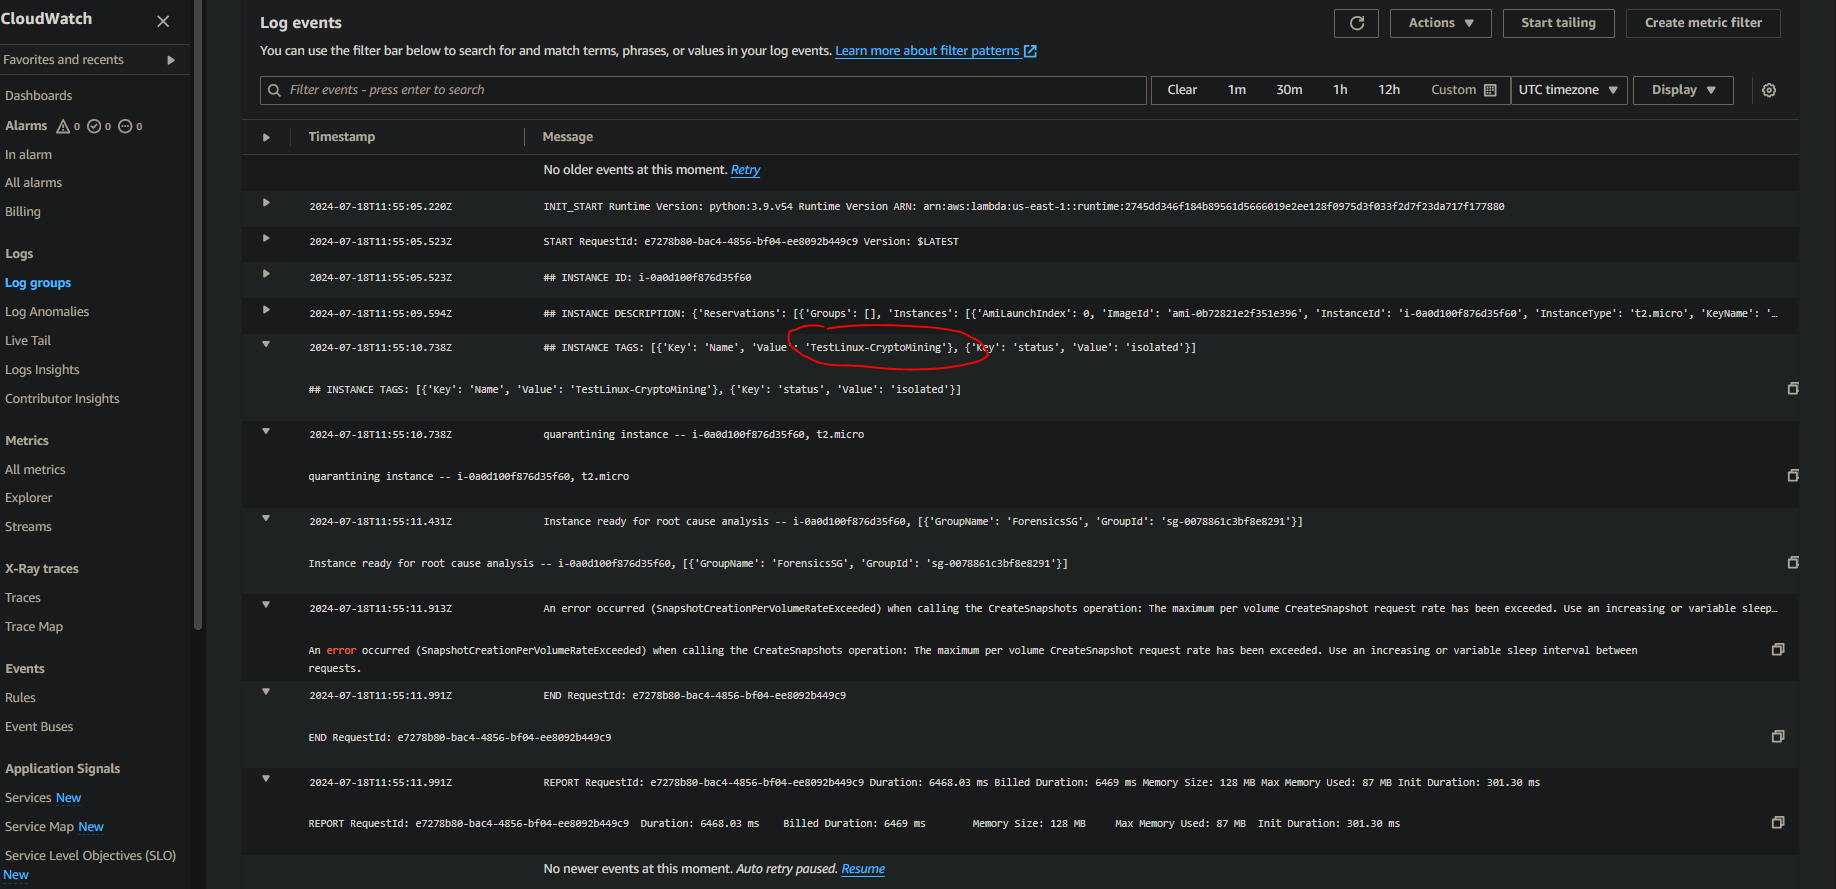 CloudWatch
Favorites and recents
Dashboards
Alarms 0 0 0
In alarm
All alarms
Billing
Logs
Log groups
Log Anomalies
Live Tail
Logs Insights
Contributor Insights
Metrics
All metrics
Explorer
Streams
X-Ray traces
Traces
Trace Map
Events
Rules
Event Buses
Application Signals
Services New
Service Map New
Service Level Objectives (SLO)
New
Log events
Actions
Start tailing
Create metric filter
You can use the filter bar below to search for and match terms, phrases, or values in your log events. Learn more about filter patterns
Filter events - press enter to search
Clear 1m 30m 1h 12h Custom UTC timezone Display
Timestamp Message
No older events at this moment. Retry
2024-07-18T11:55:05.220Z INIT_START Runtime Version: python:3.9.v54 Runtime Version ARN: arn:aws:lambda:us-east-1::runtime:2745dd346f184b89561d5666019e2ee128f0975d3f033f2d7f23da717f177880
2024-07-18T11:55:05.523Z START RequestId: e7278b80-bac4-4856-bf04-ee8092b449c9 Version: $LATEST
2024-07-18T11:55:05.523Z ## INSTANCE ID: i-0a0d100f876d35f60
2024-07-18T11:55:09.594Z ## INSTANCE DESCRIPTION: {'Reservations': [{'Groups': [], 'Instances': [{'AmiLaunchIndex': 0, 'ImageId': 'ami-0b72821e2f351e396', 'InstanceId': 'i-0a0d100f876d35f60', 'InstanceType': 't2.micro', 'KeyName': '…
2024-07-18T11:55:10.738Z ## INSTANCE TAGS: [{'Key': 'Name', 'Value': 'TestLinux-CryptoMining'}, {'Key': 'status', 'Value': 'isolated'}]
## INSTANCE TAGS: [{'Key': 'Name', 'Value': 'TestLinux-CryptoMining'}, {'Key': 'status', 'Value': 'isolated'}]
2024-07-18T11:55:10.738Z quarantining instance -- i-0a0d100f876d35f60, t2.micro
quarantining instance -- i-0a0d100f876d35f60, t2.micro
2024-07-18T11:55:11.431Z Instance ready for root cause analysis -- i-0a0d100f876d35f60, [{'GroupName': 'ForensicsSG', 'GroupId': 'sg-0078861c3bf8e8291'}]
Instance ready for root cause analysis -- i-0a0d100f876d35f60, [{'GroupName': 'ForensicsSG', 'GroupId': 'sg-0078861c3bf8e8291'}]
2024-07-18T11:55:11.913Z An error occurred (SnapshotCreationPerVolumeRateExceeded) when calling the CreateSnapshots operation: The maximum per volume CreateSnapshot request rate has been exceeded. Use an increasing or variable sleep…
An error occurred (SnapshotCreationPerVolumeRateExceeded) when calling the CreateSnapshots operation: The maximum per volume CreateSnapshot request rate has been exceeded. Use an increasing or variable sleep interval between
requests.
2024-07-18T11:55:11.991Z END RequestId: e7278b80-bac4-4856-bf04-ee8092b449c9
END RequestId: e7278b80-bac4-4856-bf04-ee8092b449c9
2024-07-18T11:55:11.991Z REPORT RequestId: e7278b80-bac4-4856-bf04-ee8092b449c9 Duration: 6468.03 ms Billed Duration: 6469 ms Memory Size: 128 MB Max Memory Used: 87 MB Init Duration: 301.30 ms
REPORT RequestId: e7278b80-bac4-4856-bf04-ee8092b449c9 Duration: 6468.03 ms Billed Duration: 6469 ms Memory Size: 128 MB Max Memory Used: 87 MB Init Duration: 301.30 ms
No newer events at this moment. Auto retry paused. Resume